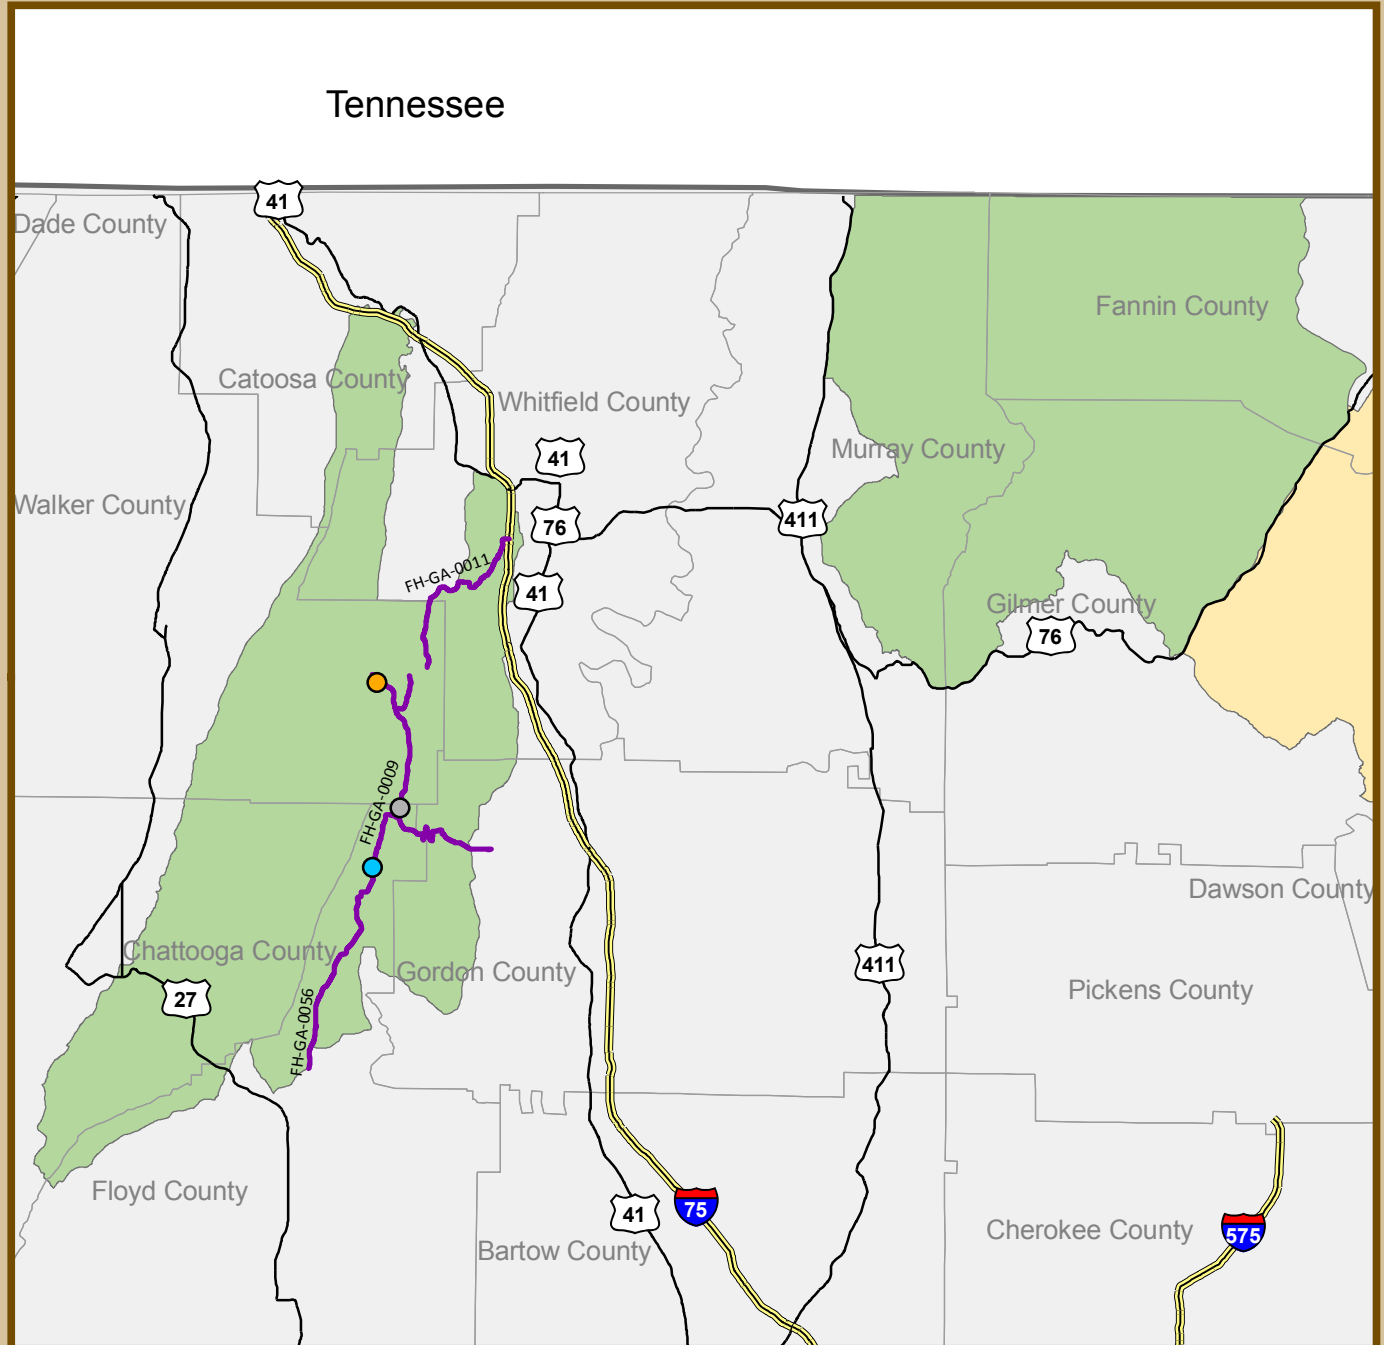 Tennessee
41
Dade County
Fannin County
Catoosa County
Whitfield County
Murray County
41
Walker County
411
76
FH-GA-0011
41
Gilmer County
76
FH-GA-0009
Dawson County
Chattooga County
411
Gordon County
Pickens County
27
FH-GA-0056
Floyd County
75
41
Cherokee County
575
Bartow County